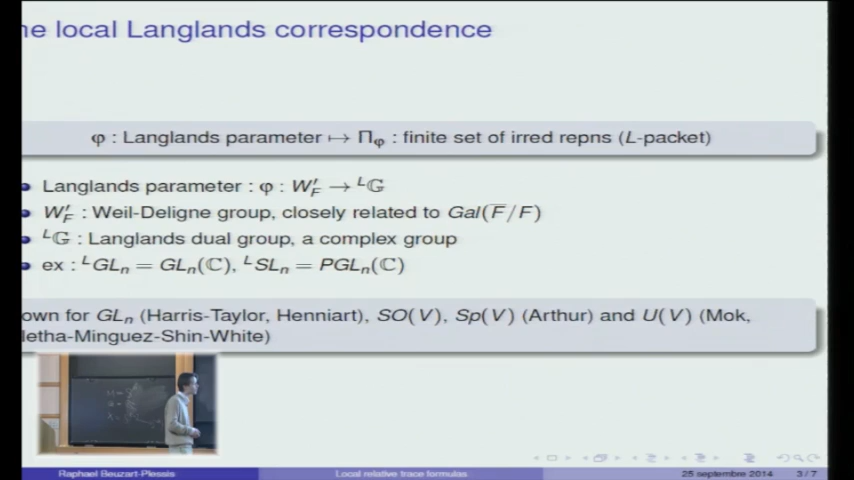 he local Langlands correspondence
φ : Langlands parameter ↦ Π_φ : finite set of irred repns (L-packet)
Langlands parameter : φ : W'_F → ^L𝔾
W'_F : Weil-Deligne group, closely related to Gal(F̅/F)
^L𝔾 : Langlands dual group, a complex group
ex : ^LGL_n = GL_n(ℂ), ^LSL_n = PGL_n(ℂ)
own for GL_n (Harris-Taylor, Henniart), SO(V), Sp(V) (Arthur) and U(V) (Mok,
letha-Minguez-Shin-White)
Raphael Beuzart-Plessis Local relative trace formulas 25 septembre 2014 3 / 7